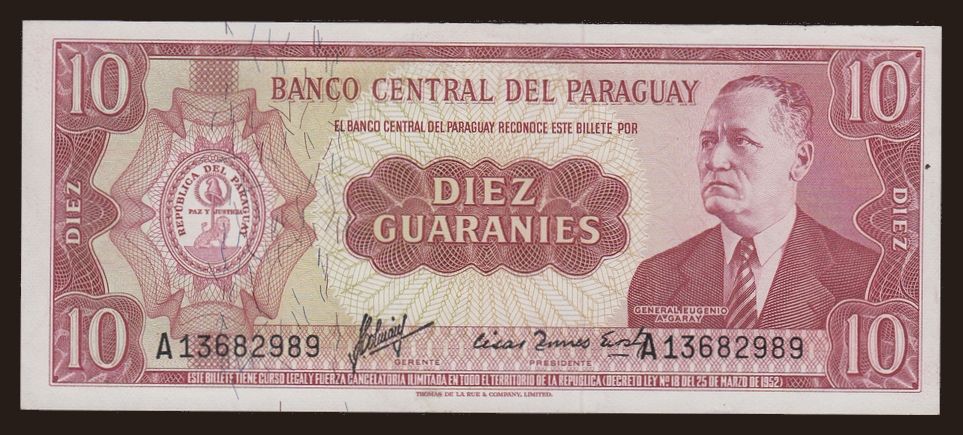 10
10
BANCO CENTRAL DEL PARAGUAY
EL BANCO CENTRAL DEL PARAGUAY RECONOCE ESTE BILLETE POR
DIEZ
REPÚBLICA DEL PARAGUAY
PAZ Y JUSTICIA
DIEZ
GUARANIES
DIEZ
GENERAL EUGENIO
A. GARAY
10
10
A13682989
A13682989
GERENTE
PRESIDENTE
ESTE BILLETE TIENE CURSO LEGAL Y FUERZA CANCELATORIA ILIMITADA EN TODO EL TERRITORIO DE LA REPUBLICA (DECRETO LEY Nº 18 DEL 25 DE MARZO DE 1952)
THOMAS DE LA RUE & COMPANY, LIMITED.